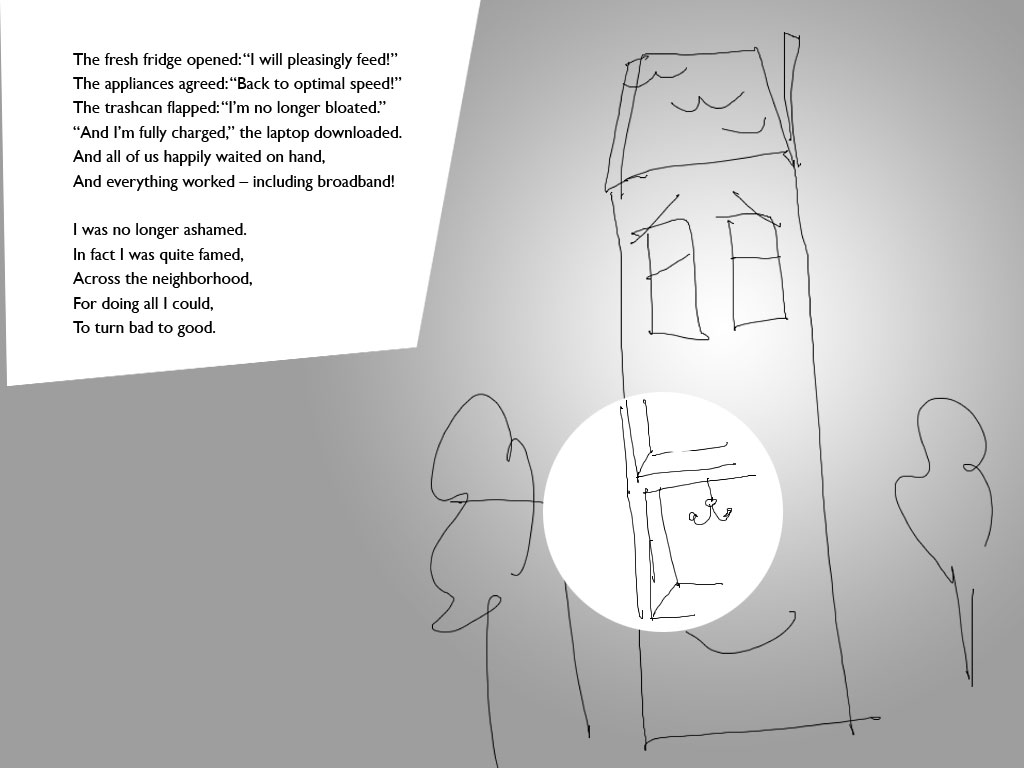 The fresh fridge opened: “I will pleasingly feed!”
The appliances agreed: “Back to optimal speed!”
The trashcan flapped: “I’m no longer bloated.”
“And I’m fully charged,” the laptop downloaded.
And all of us happily waited on hand,
And everything worked – including broadband!

I was no longer ashamed.
In fact I was quite famed,
Across the neighborhood,
For doing all I could,
To turn bad to good.